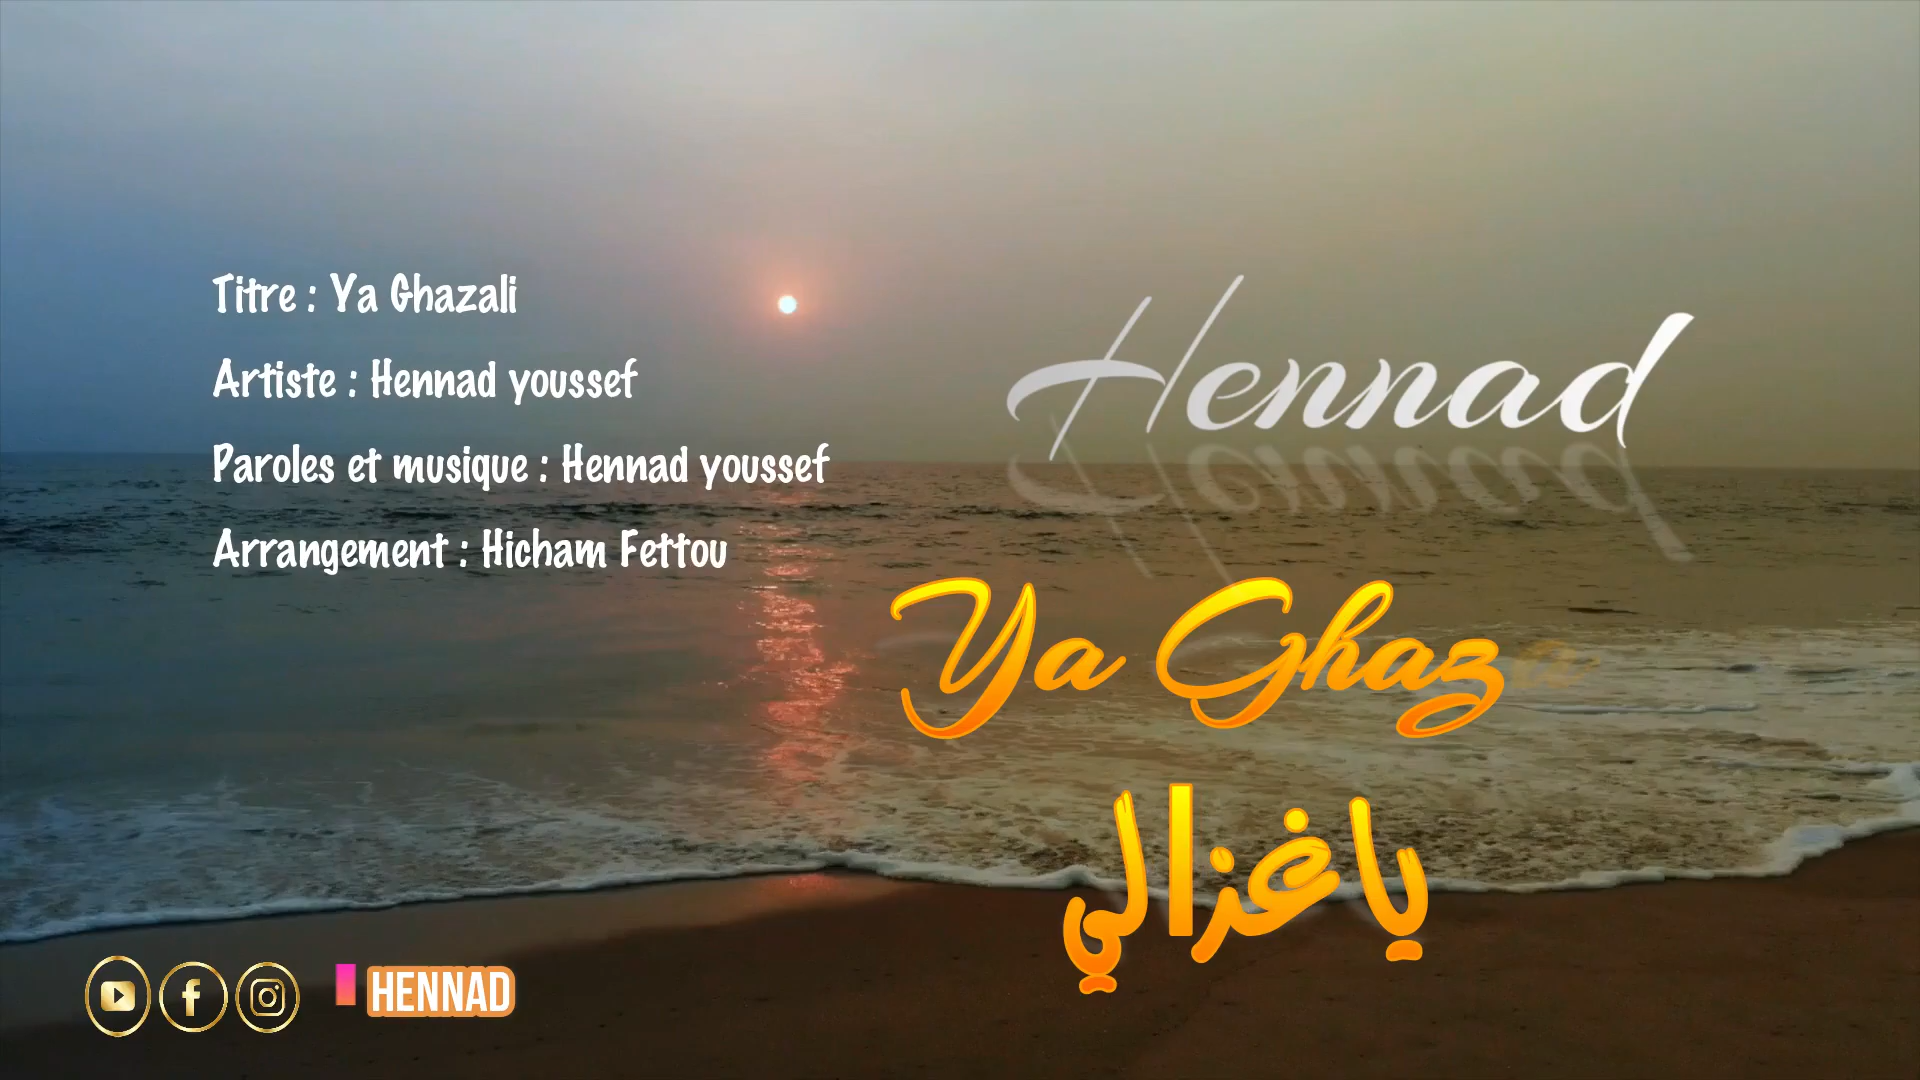 Titre : Ya Ghazali
Artiste : Hennad youssef
Paroles et musique : Hennad youssef
Arrangement : Hicham Fettou
Hennad
Ya Ghaz
ياغزالي
HENNAD